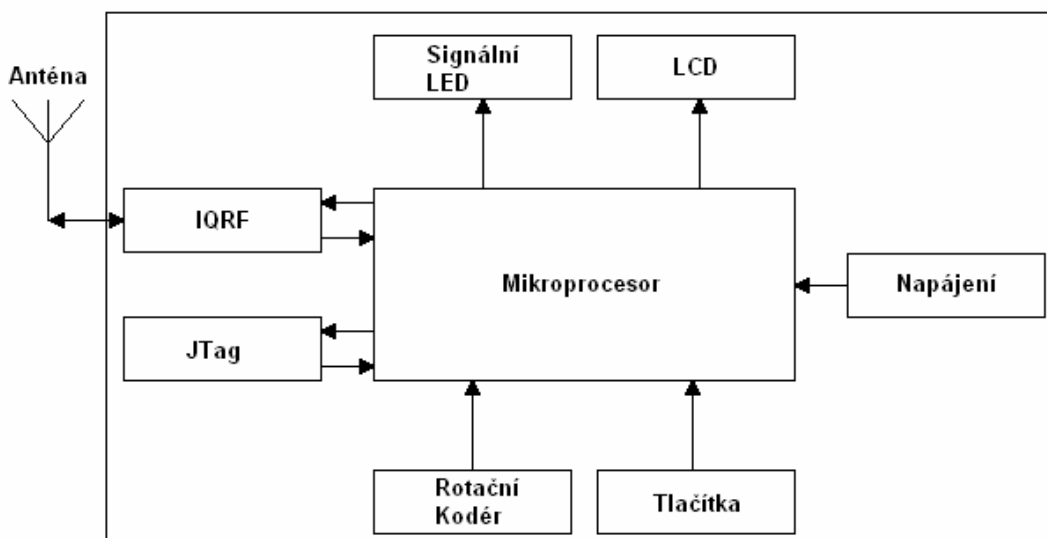 Signální
LED
LCD
Anténa
IQRF
Mikroprocesor
Napájení
JTag
Rotační
Kodér
Tlačítka